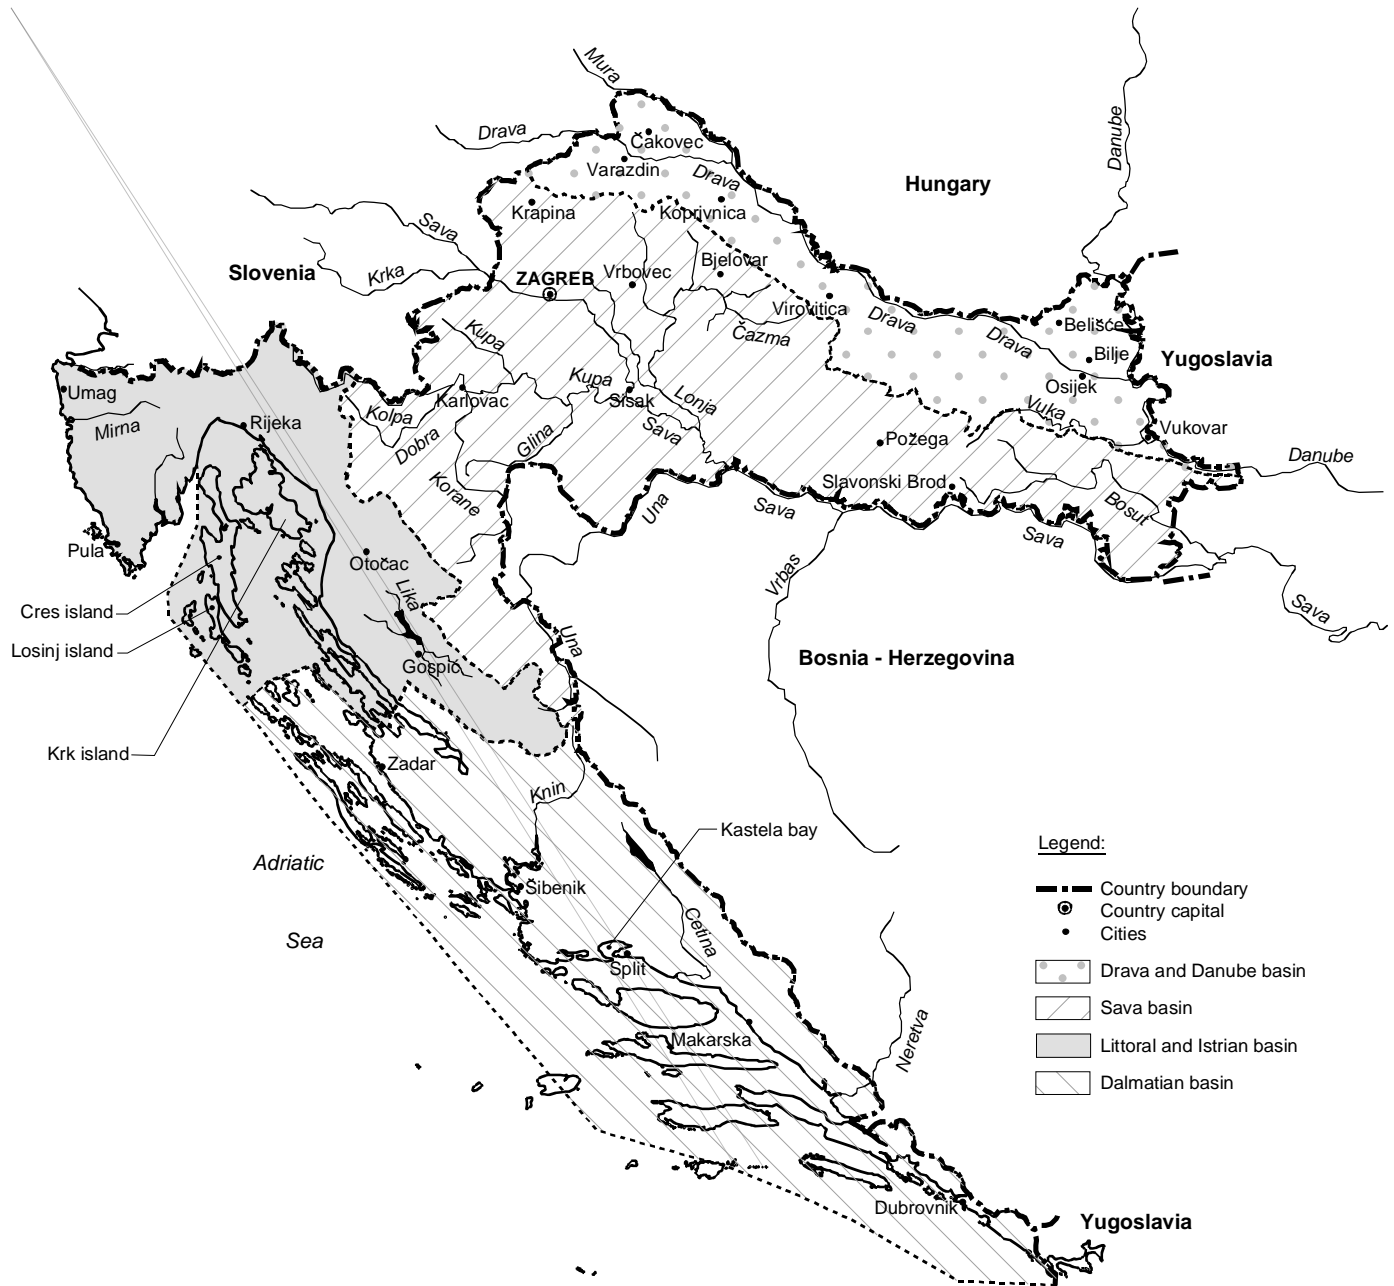 Mura
Drava
Čakovec
Varazdin
Drava
Danube
Hungary
Krapina
Koprivnica
Sava
Slovenia
Krka
ZAGREB
Vrbovec
Bjelovar
Virovitica
Čazma
Drava
Drava
Belišće
Bilje
Yugoslavia
Osijek
Kupa
Kupa
Umag
Mirna
Rijeka
Kolpa
Karlovac
Sisak
Lonja
Dobra
Glina
Sava
Vuka
Vukovar
Požega
Danube
Korane
Slavonski Brod
Una
Sava
Bosut
Sava
Pula
Otočac
Vrbas
Lika
Cres island
Sava
Losinj island
Una
Gospić
Bosnia - Herzegovina
Krk island
Zadar
Knin
Kastela bay
Adriatic
Sea
Šibenik
Cetina
Split
Makarska
Neretva
Dubrovnik
Yugoslavia
Legend:
Country boundary
Country capital
Cities
Drava and Danube basin
Sava basin
Littoral and Istrian basin
Dalmatian basin